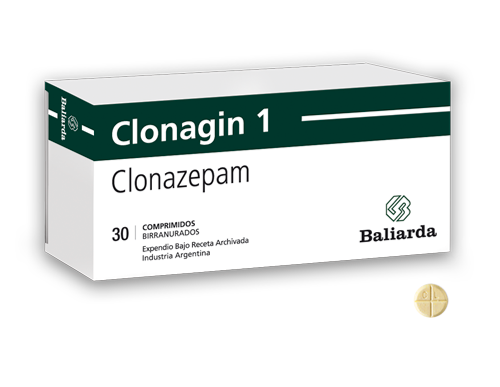 Baliarda
Clonagin 1
Clonazepam
30 COMPRIMIDOS
BIRRANURADOS
Expendio Bajo Receta Archivada
Industria Argentina
Baliarda